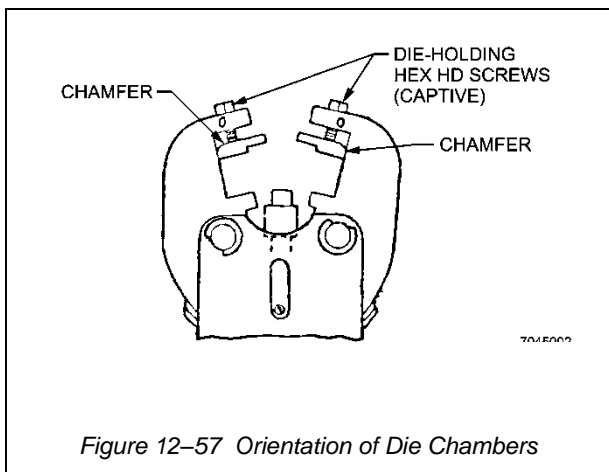 DIE-HOLDING
HEX HD SCREWS
(CAPTIVE)
CHAMFER
CHAMFER
Figure 12–57 Orientation of Die Chambers